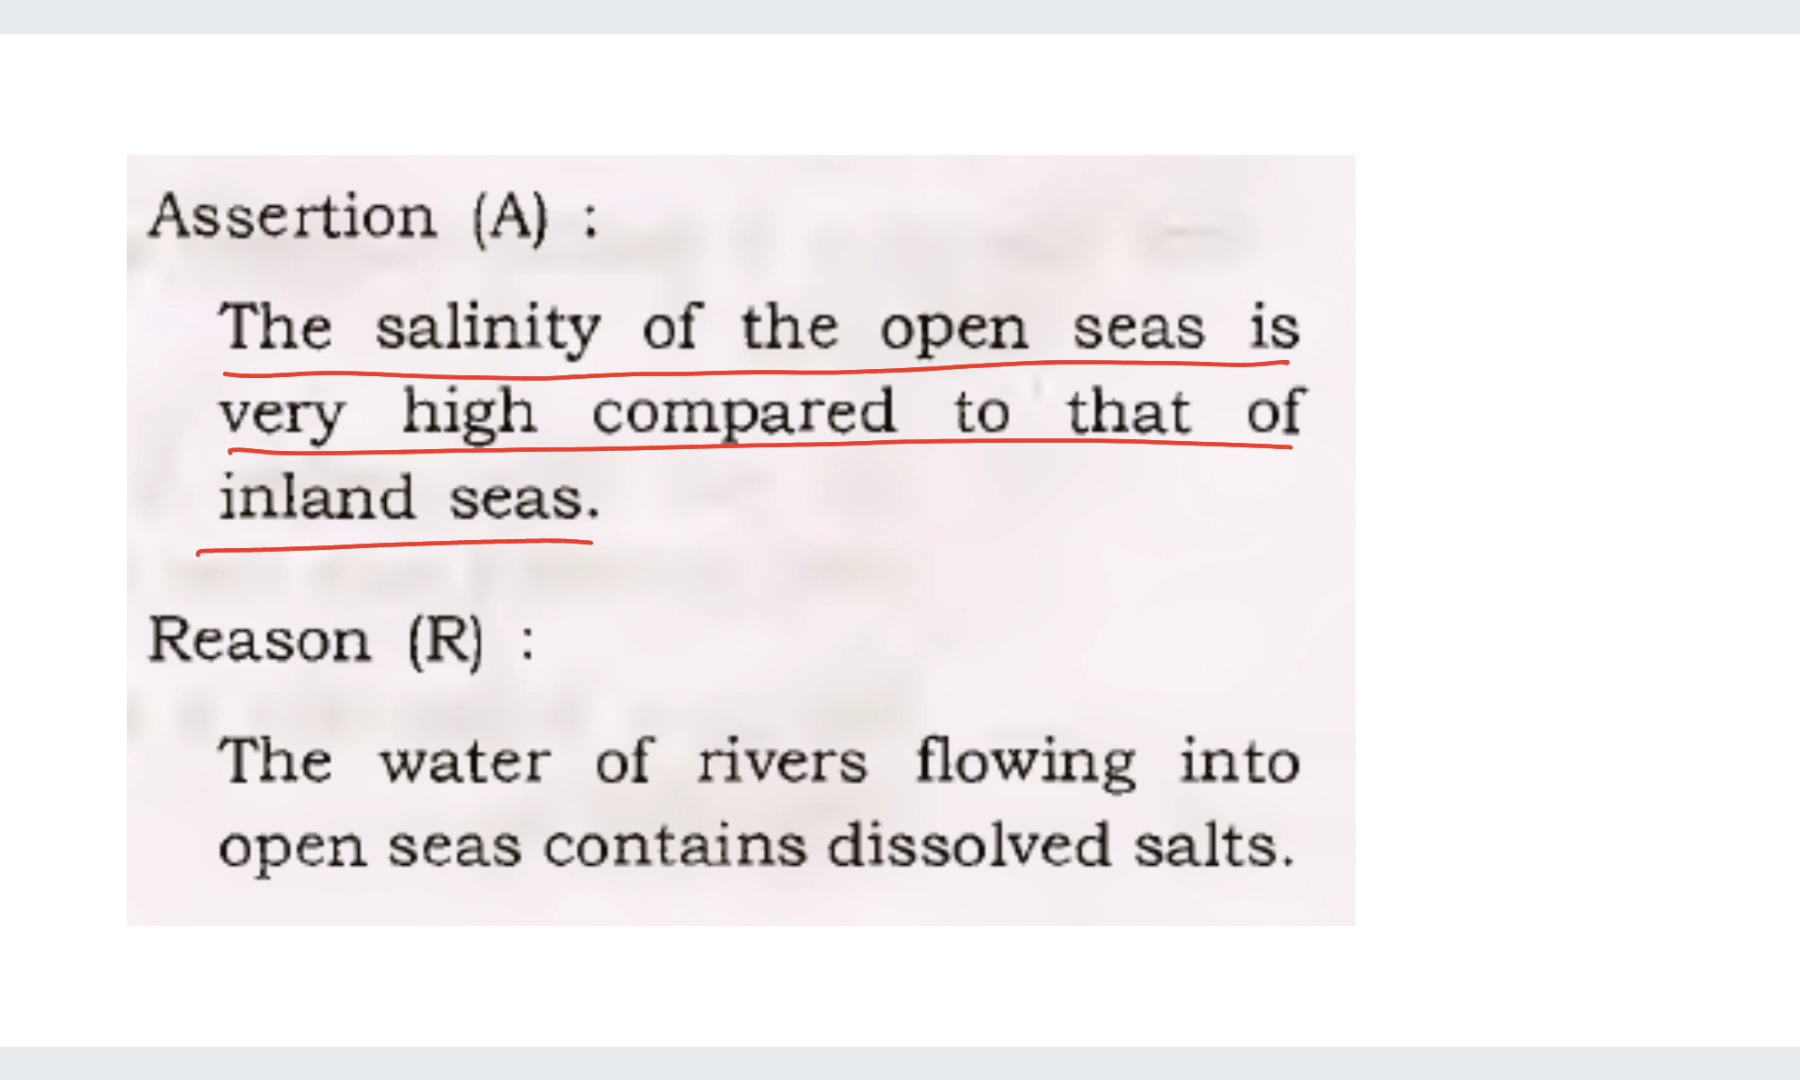 Assertion (A) :
The salinity of the open seas is
very high compared to that of
inland seas.
Reason (R) :
The water of rivers flowing into
open seas contains dissolved salts.